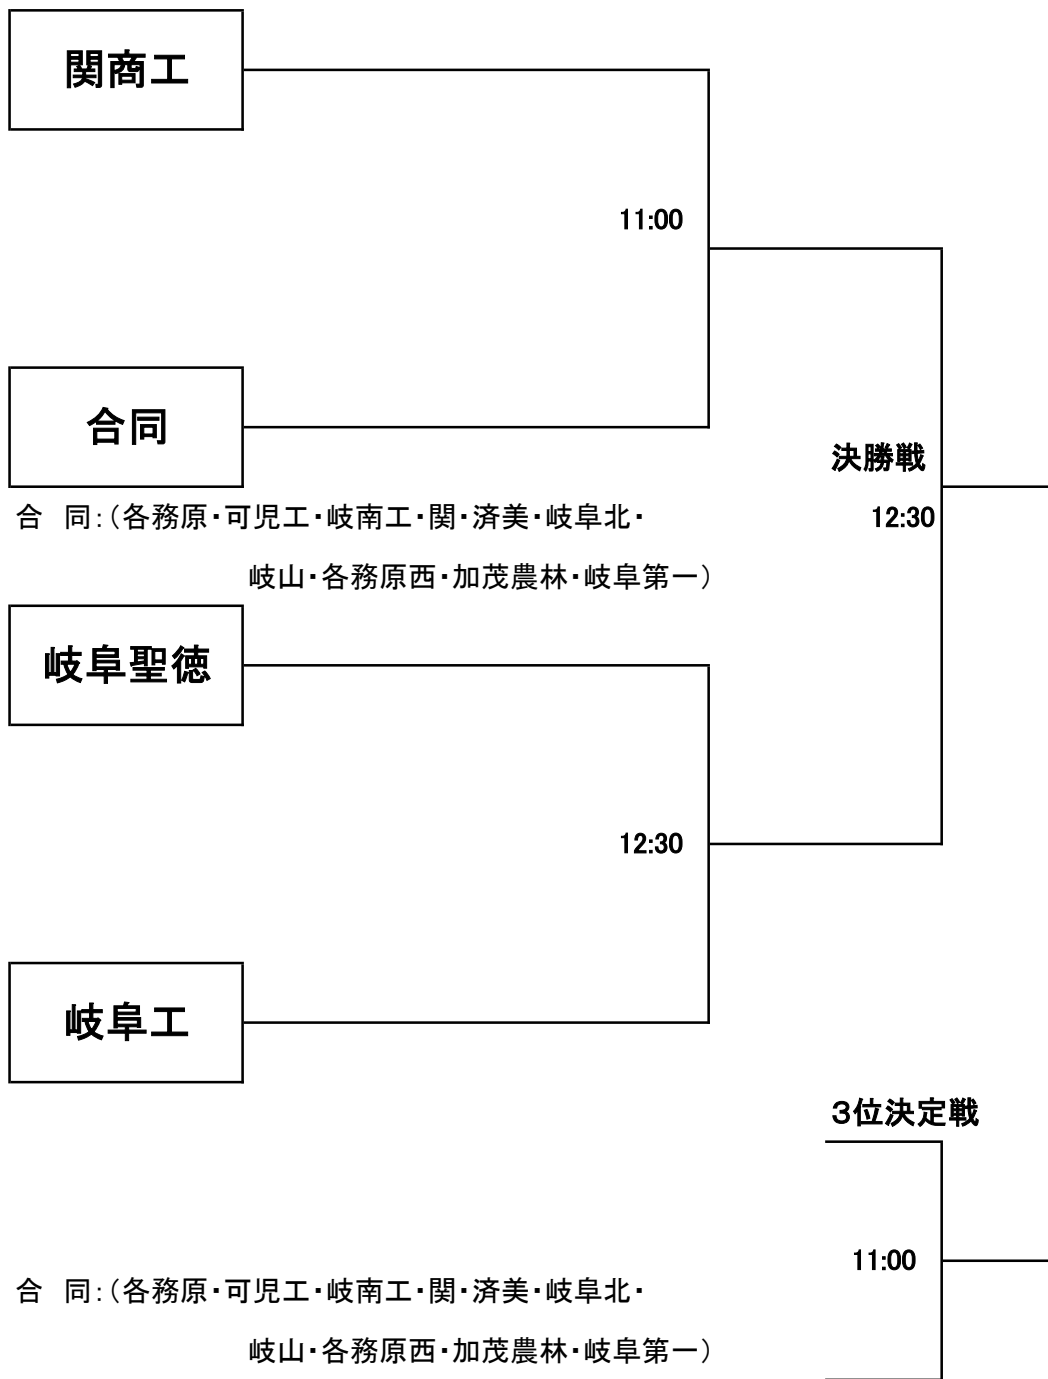 関商工
11:00
合同
決勝戦
合　同：（各務原・可児工・岐南工・関・済美・岐阜北・
12:30
岐山・各務原西・加茂農林・岐阜第一）
岐阜聖徳
12:30
岐阜工
３位決定戦
11:00
合　同：（各務原・可児工・岐南工・関・済美・岐阜北・
岐山・各務原西・加茂農林・岐阜第一）